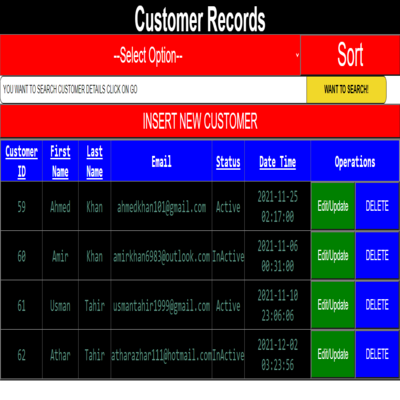 Customer Records
--Select Option--
Sort
YOU WANT TO SEARCH CUSTOMER DETAILS CLICK ON GO
WANT TO SEARCH!
INSERT NEW CUSTOMER
Customer ID First Name Last Name Email Status Date Time Operations
59 Ahmed Khan ahmedkhan101@gmail.com Active 2021-11-25 02:17:00 Edit/Update DELETE
60 Amir Khan amirkhan6983@outlook.com InActive 2021-11-06 00:31:00 Edit/Update DELETE
61 Usman Tahir usmantahir1999@gmail.com Active 2021-11-10 23:06:06 Edit/Update DELETE
62 Athar Tahir atharazhar111@hotmail.com InActive 2021-12-02 03:23:56 Edit/Update DELETE